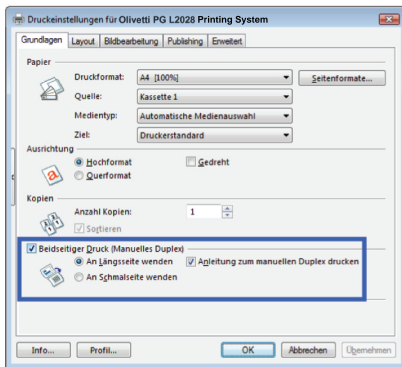 Druckeinstellungen für Olivetti PG L2028 Printing System
Grundlagen Layout Bildbearbeitung Publishing Erweitert
Papier
Druckformat: A4 [100%] Seitenformate...
Quelle: Kassette 1
Medientyp: Automatische Medienauswahl
Ziel: Druckerstandard
Ausrichtung
Hochformat Gedreht
Querformat
Kopien
Anzahl Kopien: 1
Sortieren
Beidseitiger Druck (Manuelles Duplex)
An Längsseite wenden Anleitung zum manuellen Duplex drucken
An Schmalseite wenden
Info... Profil... OK Abbrechen Übernehmen